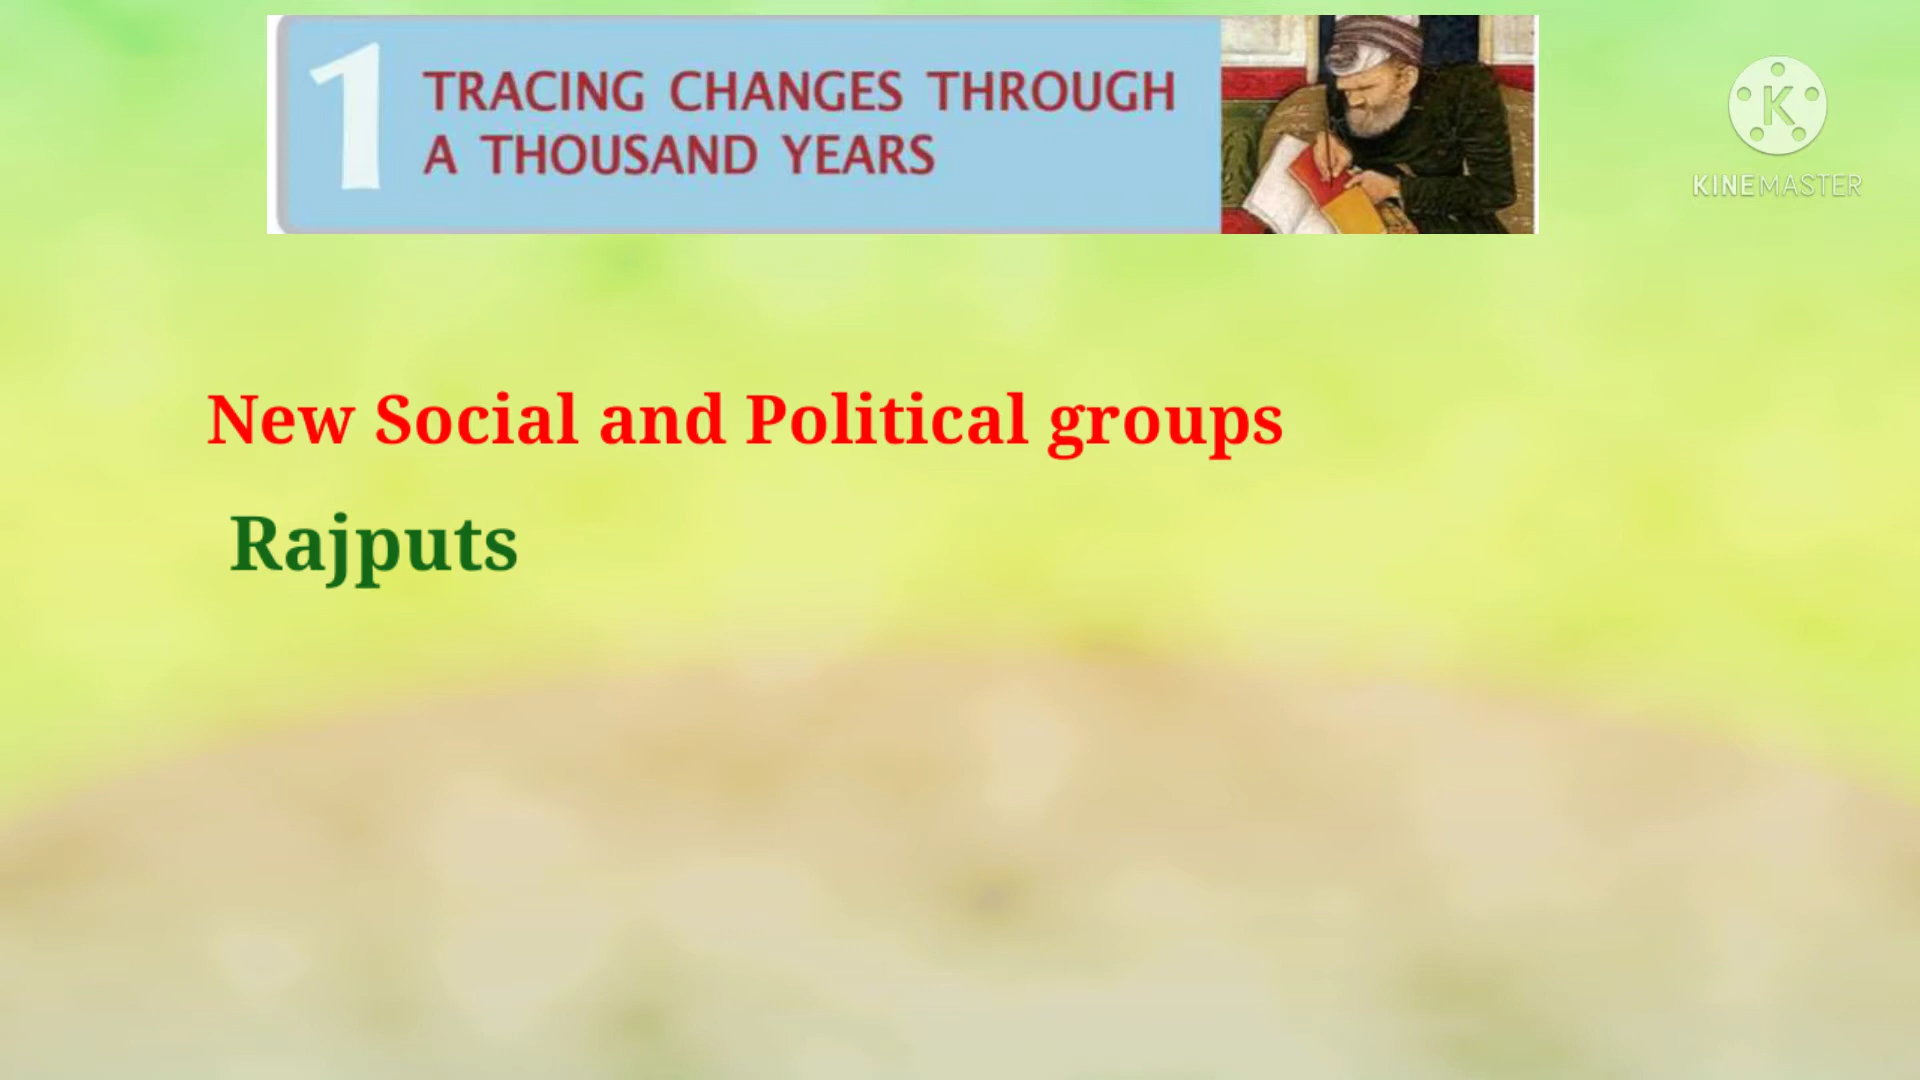 1
TRACING CHANGES THROUGH
A THOUSAND YEARS
K
KINEMASTER
New Social and Political groups
Rajputs